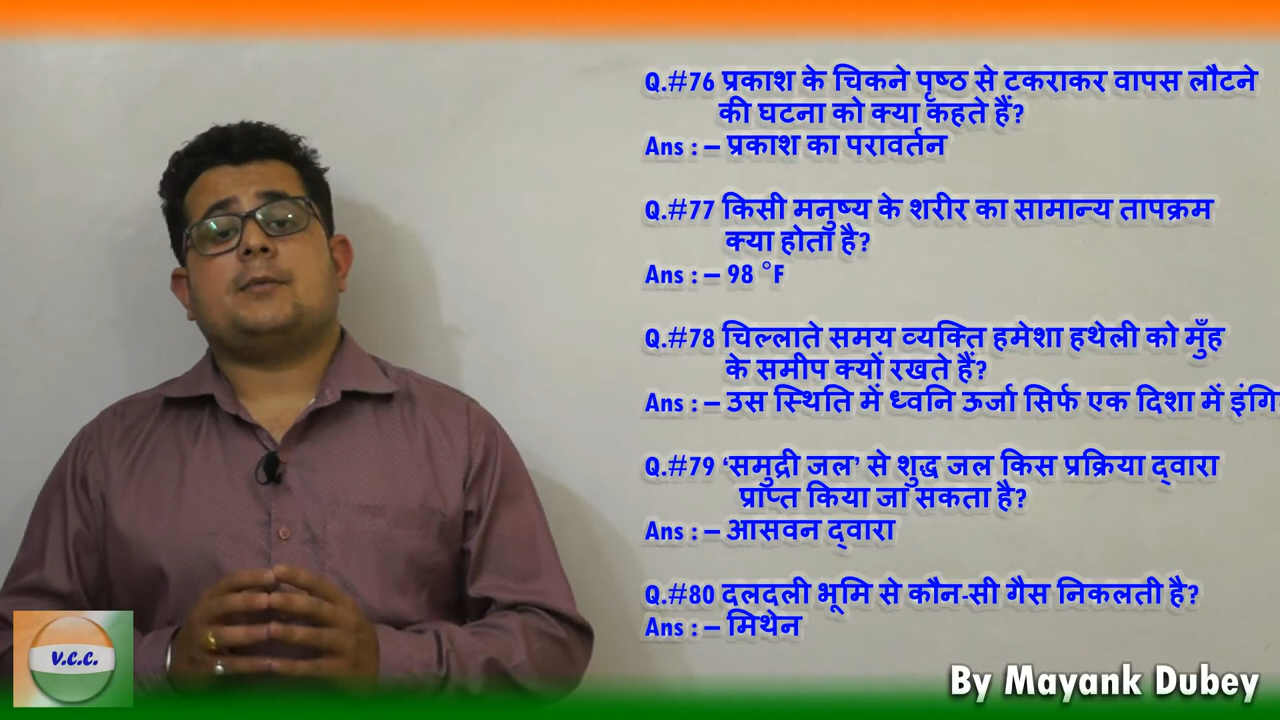 Q.#76 प्रकाश के चिकने पृष्ठ से टकराकर वापस लौटने
की घटना को क्या कहते हैं?
Ans : – प्रकाश का परावर्तन
Q.#77 किसी मनुष्य के शरीर का सामान्य तापक्रम
क्या होता है?
Ans : – 98 °F
Q.#78 चिल्लाते समय व्यक्ति हमेशा हथेली को मुँह
के समीप क्यों रखते हैं?
Ans : – उस स्थिति में ध्वनि ऊर्जा सिर्फ एक दिशा में
Q.#79 ‘समुद्री जल’ से शुद्ध जल किस प्रक्रिया द्वारा
प्राप्त किया जा सकता है?
Ans : – आसवन द्वारा
Q.#80 दलदली भूमि से कौन-सी गैस निकलती है?
Ans : – मिथेन
V.C.C.
By Mayank Dubey